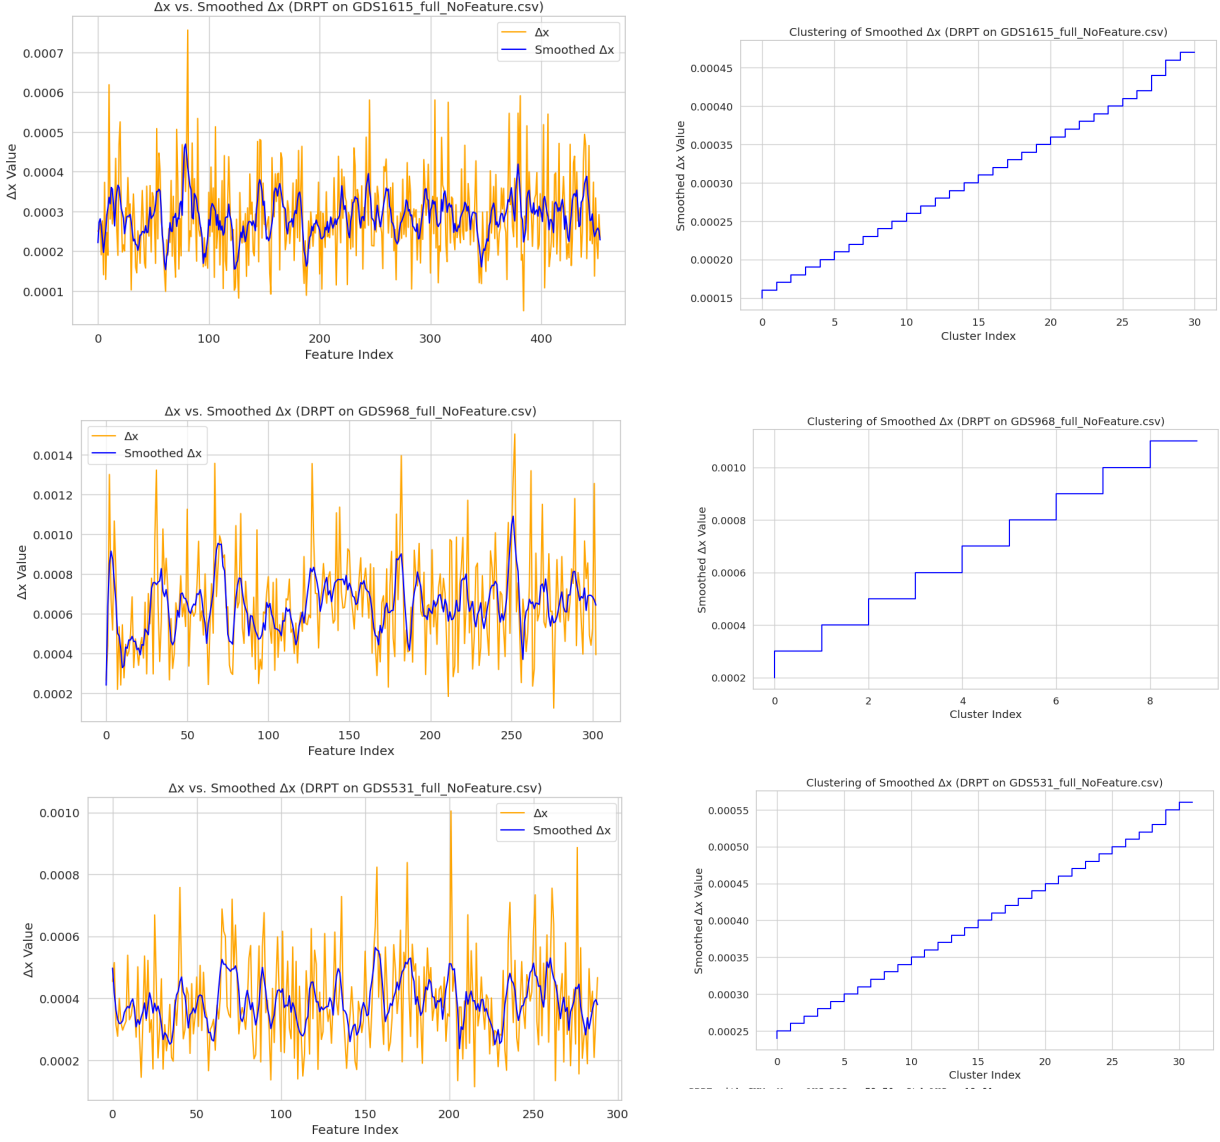 Δx vs. Smoothed Δx (DRPT on GDS1615_full_NoFeature.csv)
Δx
Smoothed Δx
Δx Value
0.0007
0.0006
0.0005
0.0004
0.0003
0.0002
0.0001
0 100 200 300 400
Feature Index
Clustering of Smoothed Δx (DRPT on GDS1615_full_NoFeature.csv)
Smoothed Δx Value
0.00045
0.00040
0.00035
0.00030
0.00025
0.00020
0.00015
0 5 10 15 20 25 30
Cluster Index
Δx vs. Smoothed Δx (DRPT on GDS968_full_NoFeature.csv)
Δx
Smoothed Δx
Δx Value
0.0014
0.0012
0.0010
0.0008
0.0006
0.0004
0.0002
0 50 100 150 200 250 300
Feature Index
Clustering of Smoothed Δx (DRPT on GDS968_full_NoFeature.csv)
Smoothed Δx Value
0.0010
0.0008
0.0006
0.0004
0.0002
0 2 4 6 8
Cluster Index
Δx vs. Smoothed Δx (DRPT on GDS531_full_NoFeature.csv)
Δx
Smoothed Δx
Δx Value
0.0010
0.0008
0.0006
0.0004
0.0002
0 50 100 150 200 250 300
Feature Index
Clustering of Smoothed Δx (DRPT on GDS531_full_NoFeature.csv)
Smoothed Δx Value
0.00055
0.00050
0.00045
0.00040
0.00035
0.00030
0.00025
0 5 10 15 20 25 30
Cluster Index